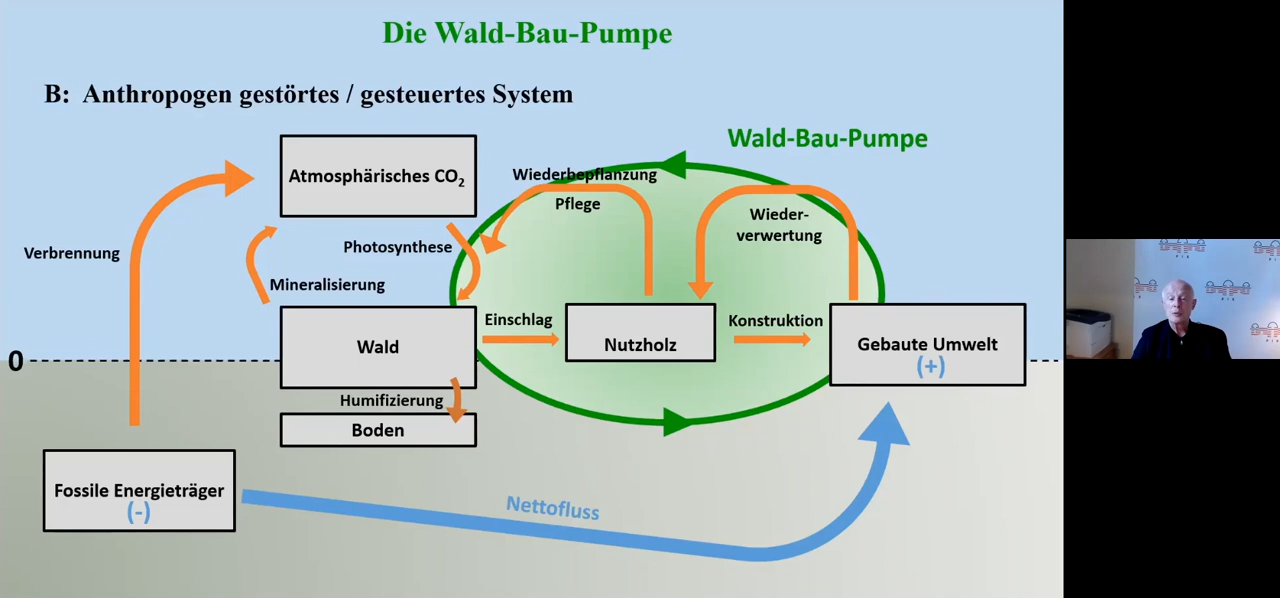 Die Wald-Bau-Pumpe
B: Anthropogen gestörtes / gesteuertes System
Wald-Bau-Pumpe
Atmosphärisches CO₂
Wiederbepflanzung
Pflege
Wieder-
verwertung
Verbrennung
Photosynthese
Mineralisierung
Einschlag
Konstruktion
Wald
Nutzholz
Gebaute Umwelt
(+)
0
Humifizierung
Boden
Fossile Energieträger
(-)
Nettofluss